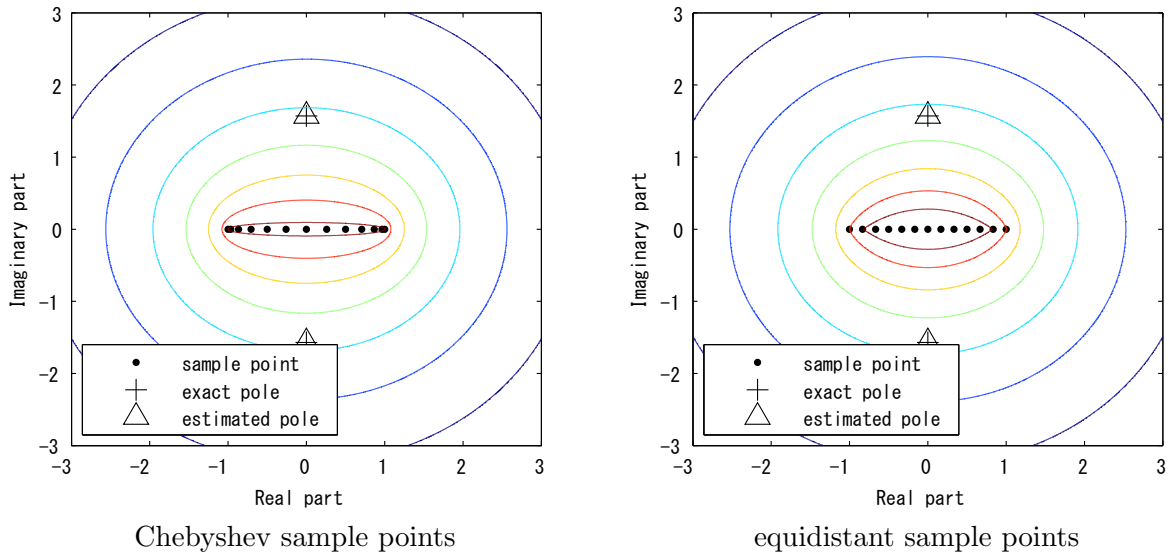 3
2
1
0
-1
-2
-3
Imaginary part
sample point
exact pole
estimated pole
-3
-2
-1
0
1
2
3
Real part
Chebyshev sample points
3
2
1
0
-1
-2
-3
Imaginary part
sample point
exact pole
estimated pole
-3
-2
-1
0
1
2
3
Real part
equidistant sample points